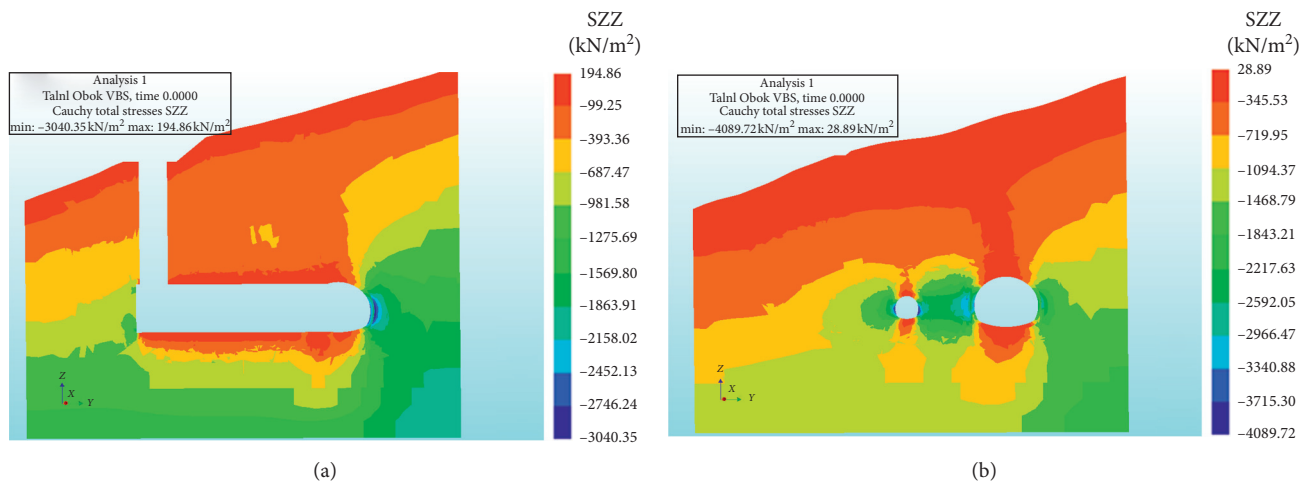 Analysis 1
Talnl Obok VBS, time 0.0000
Cauchy total stresses SZZ
min: −3040.35 kN/m² max: 194.86 kN/m²
Z
X
Y
SZZ
(kN/m²)
194.86
−99.25
−393.36
−687.47
−981.58
−1275.69
−1569.80
−1863.91
−2158.02
−2452.13
−2746.24
−3040.35
(a)
Analysis 1
Talnl Obok VBS, time 0.0000
Cauchy total stresses SZZ
min: −4089.72 kN/m² max: 28.89 kN/m²
Z
X
Y
SZZ
(kN/m²)
28.89
−345.53
−719.95
−1094.37
−1468.79
−1843.21
−2217.63
−2592.05
−2966.47
−3340.88
−3715.30
−4089.72
(b)